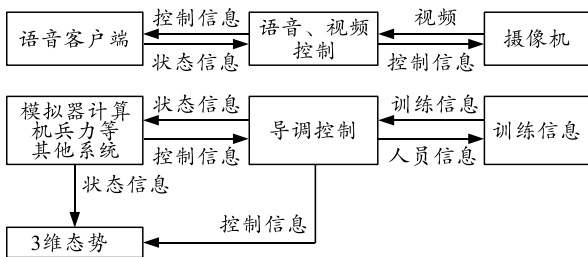 控制信息
视频
语音客户端
语音、视频
控制
摄像机
状态信息
控制信息
模拟器计算
机兵力等
其他系统
状态信息
训练信息
导调控制
训练信息
控制信息
人员信息
状态信息
控制信息
3维态势